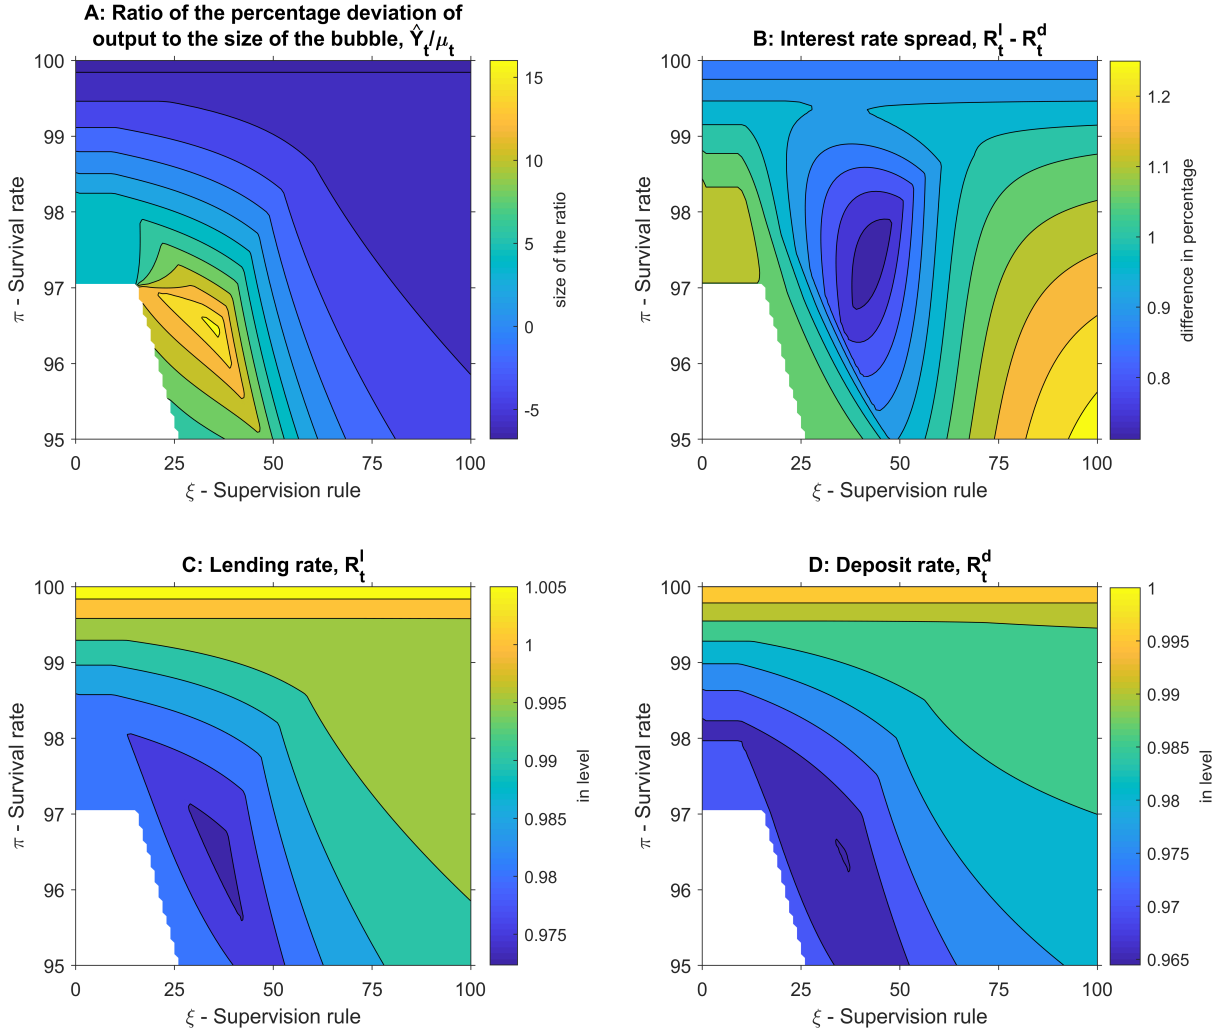 A: Ratio of the percentage deviation of
output to the size of the bubble, Ŷt/μt
100
99
98
97
96
95
0 25 50 75 100
π - Survival rate
ξ - Supervision rule
15
10
5
0
-5
size of the ratio
B: Interest rate spread, Rtl - Rtd
100
99
98
97
96
95
0 25 50 75 100
π - Survival rate
ξ - Supervision rule
1.2
1.1
1
0.9
0.8
difference in percentage
C: Lending rate, Rtl
100
99
98
97
96
95
0 25 50 75 100
π - Survival rate
ξ - Supervision rule
1.005
1
0.995
0.99
0.985
0.98
0.975
in level
D: Deposit rate, Rtd
100
99
98
97
96
95
0 25 50 75 100
π - Survival rate
ξ - Supervision rule
1
0.995
0.99
0.985
0.98
0.975
0.97
0.965
in level